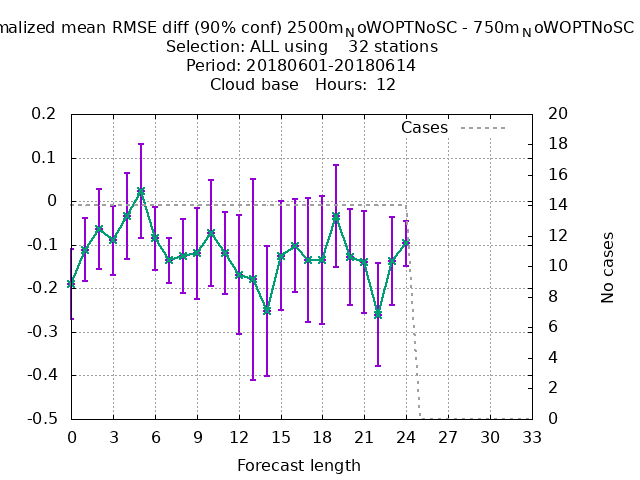 malized mean RMSE diff (90% conf) 2500mNoWOPTNoSC - 750mNoWOPTNoSC
Selection: ALL using 32 stations
Period: 20180601-20180614
Cloud base Hours: 12
Cases
0.2
0.1
0
-0.1
-0.2
-0.3
-0.4
-0.5
20
18
16
14
12
10
8
6
4
2
0
No cases
0 3 6 9 12 15 18 21 24 27 30 33
Forecast length